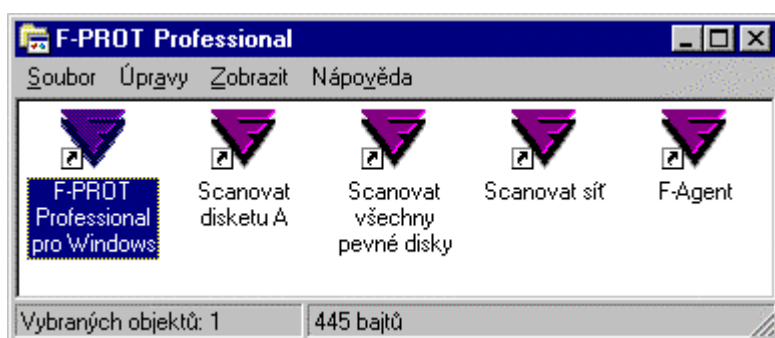 F-PROT Professional
Soubor Úpravy Zobrazit Nápověda
F-PROT
Professional
pro Windows
Scanovat
disketu A
Scanovat
všechny
pevné disky
Scanovat síť
F-Agent
Vybraných objektů: 1
445 bajtů